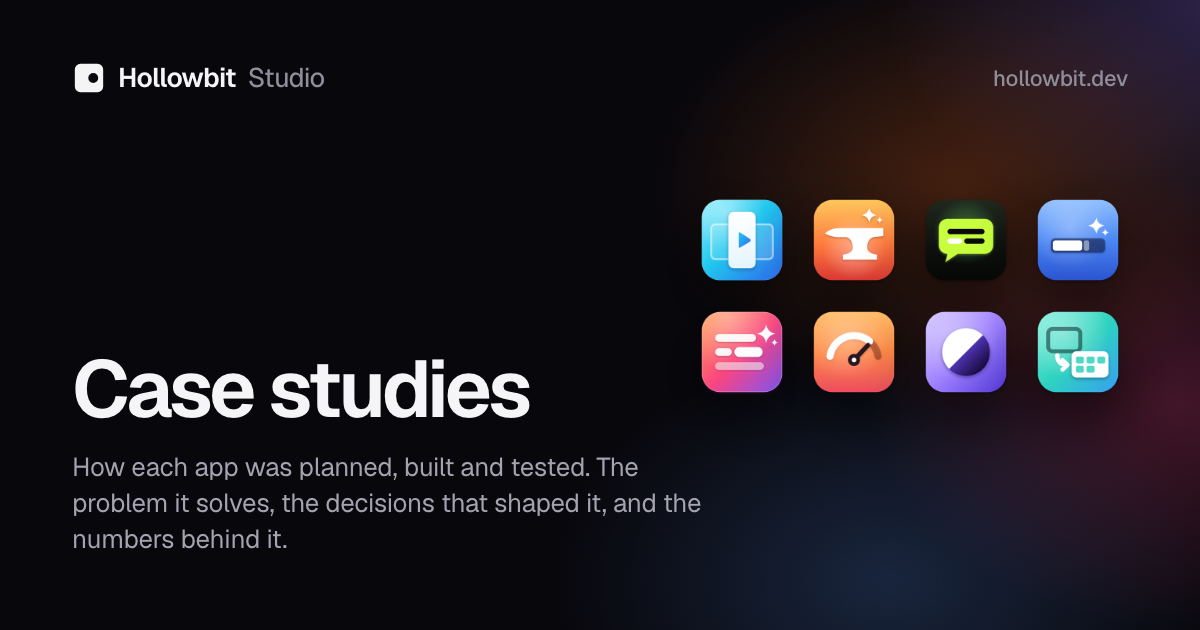 Hollowbit Studio
hollowbit.dev
Case studies
How each app was planned, built and tested. The
problem it solves, the decisions that shaped it, and the
numbers behind it.